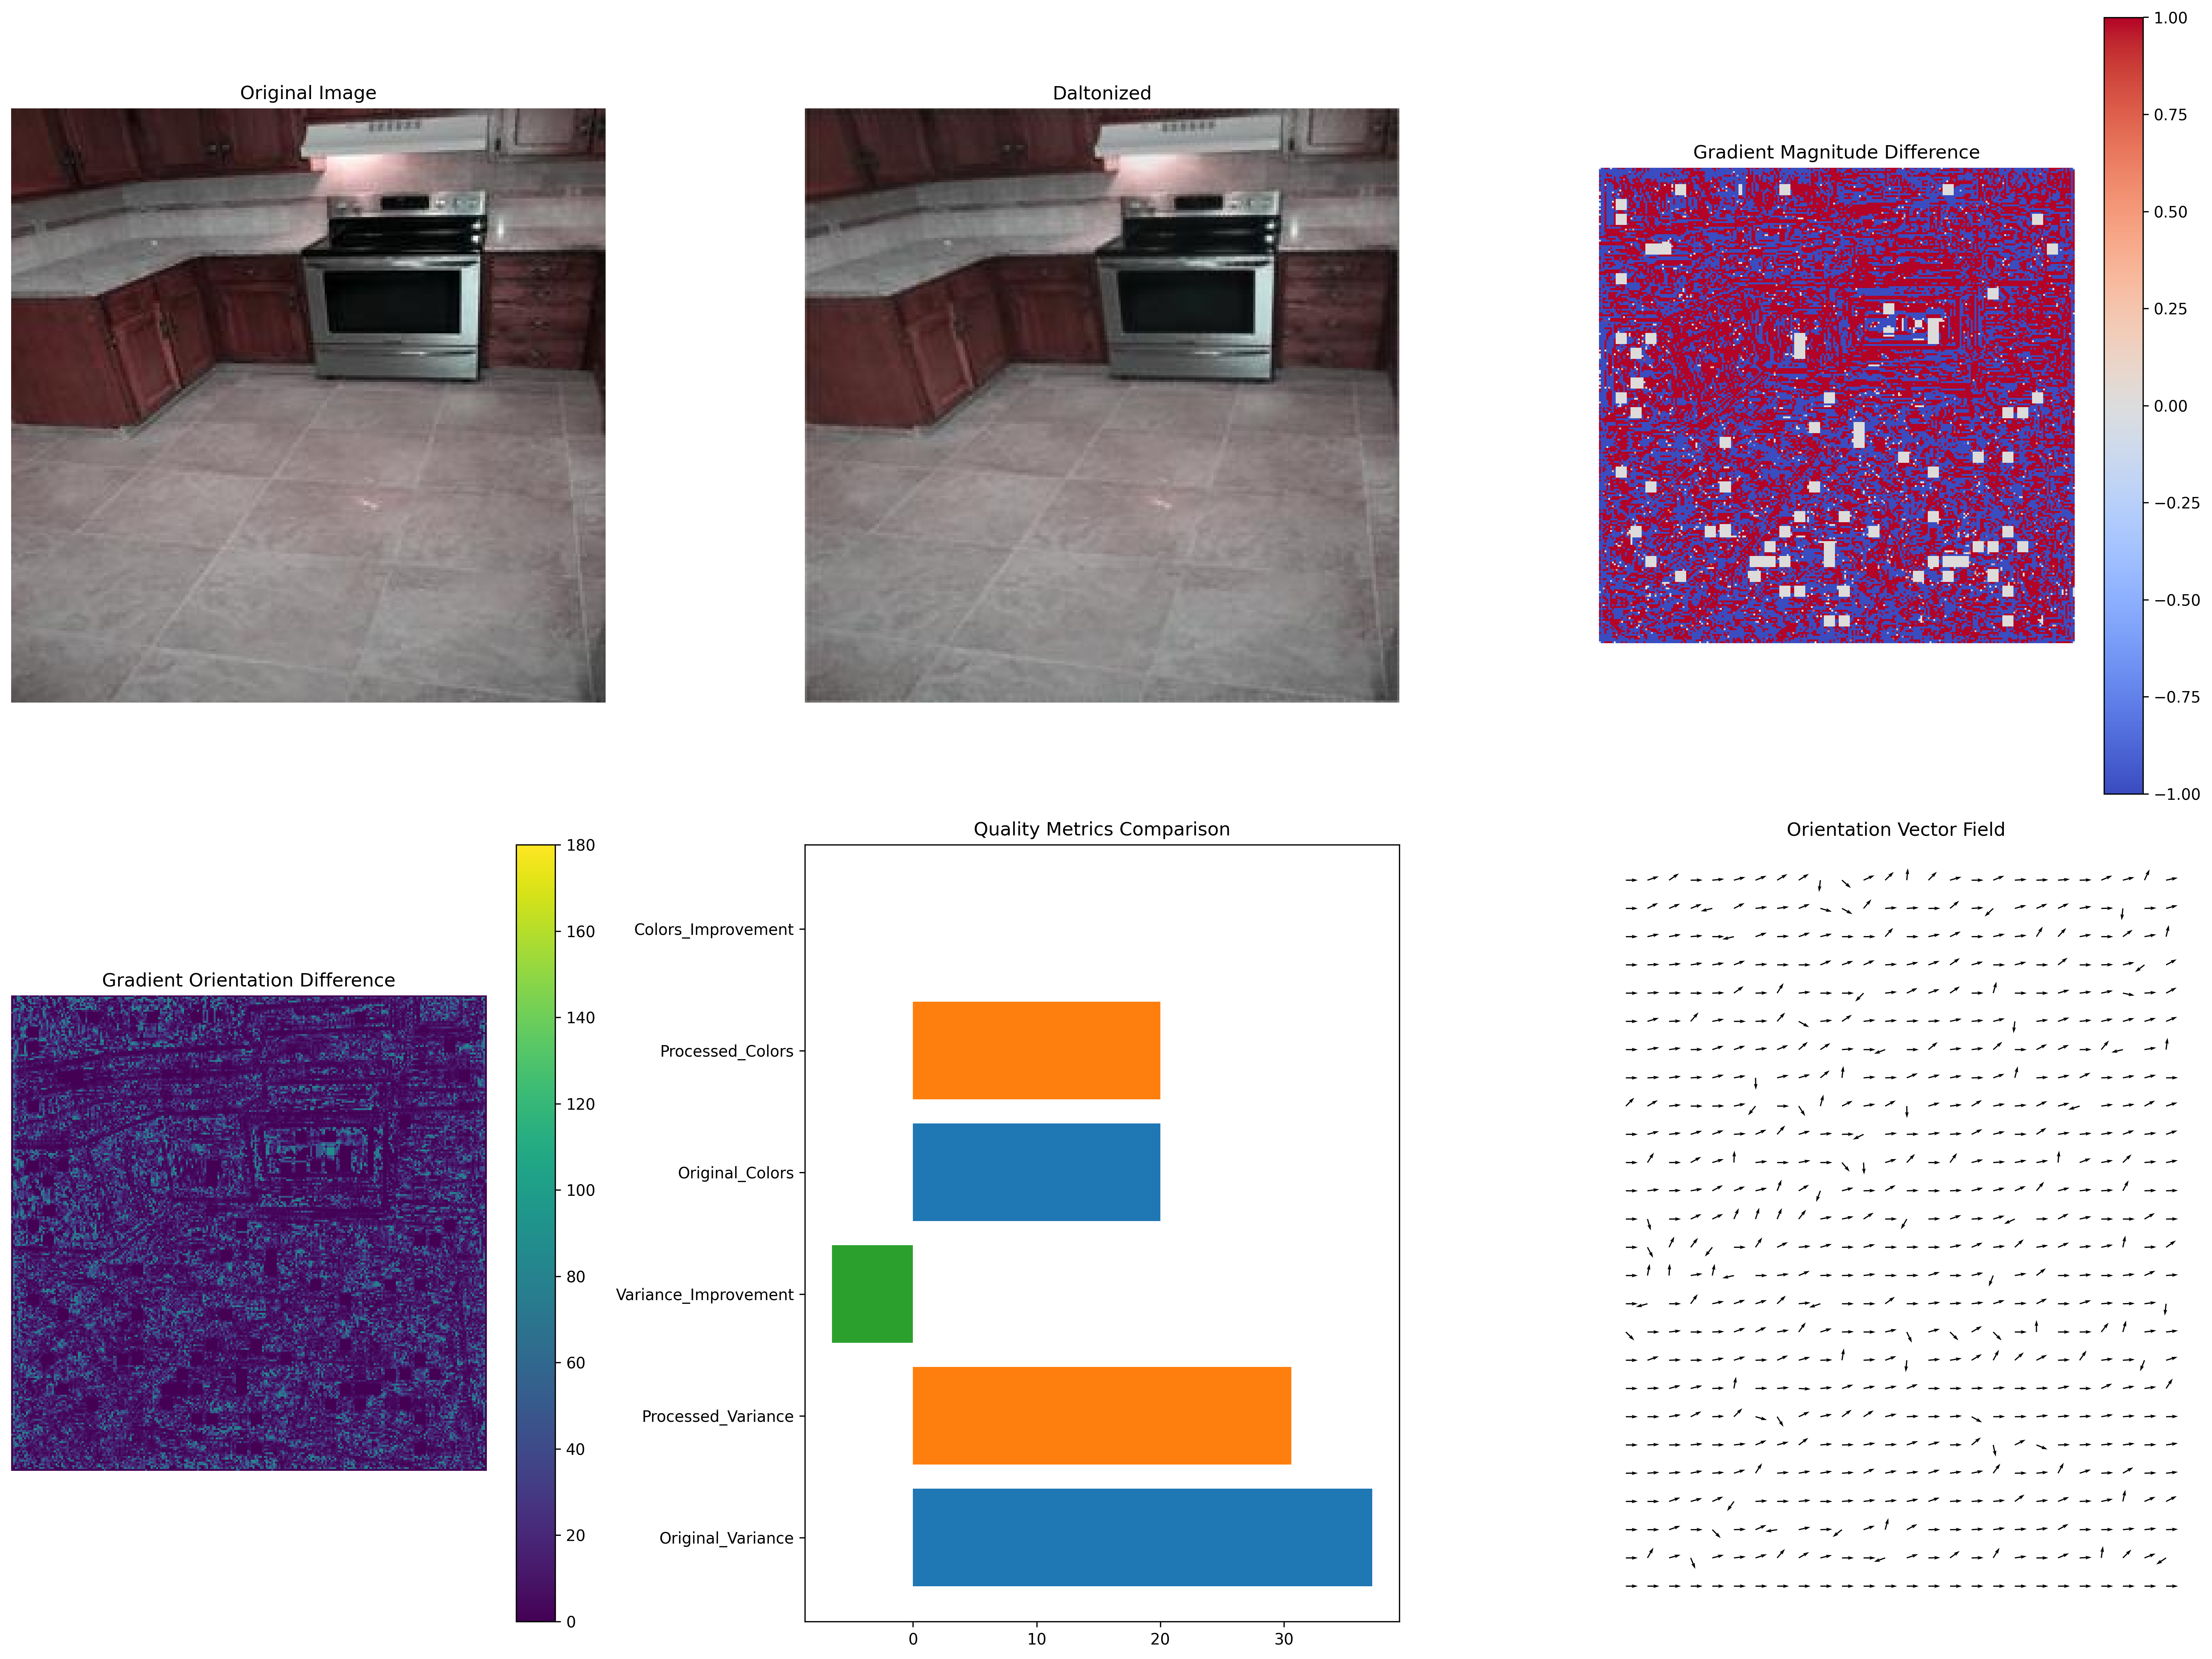 Original Image
Daltonized
Gradient Magnitude Difference
1.00
0.75
0.50
0.25
0.00
−0.25
−0.50
−0.75
−1.00
Gradient Orientation Difference
180
160
140
120
100
80
60
40
20
0
Quality Metrics Comparison
Colors_Improvement
Processed_Colors
Original_Colors
Variance_Improvement
Processed_Variance
Original_Variance
0 10 20 30
Orientation Vector Field